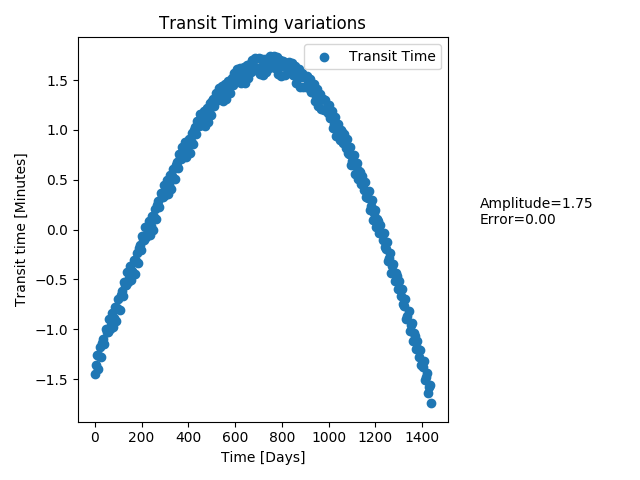 Transit Timing variations
Transit Time
Transit time [Minutes]
1.5
1.0
0.5
0.0
−0.5
−1.0
−1.5
0 200 400 600 800 1000 1200 1400
Time [Days]
Amplitude=1.75
Error=0.00